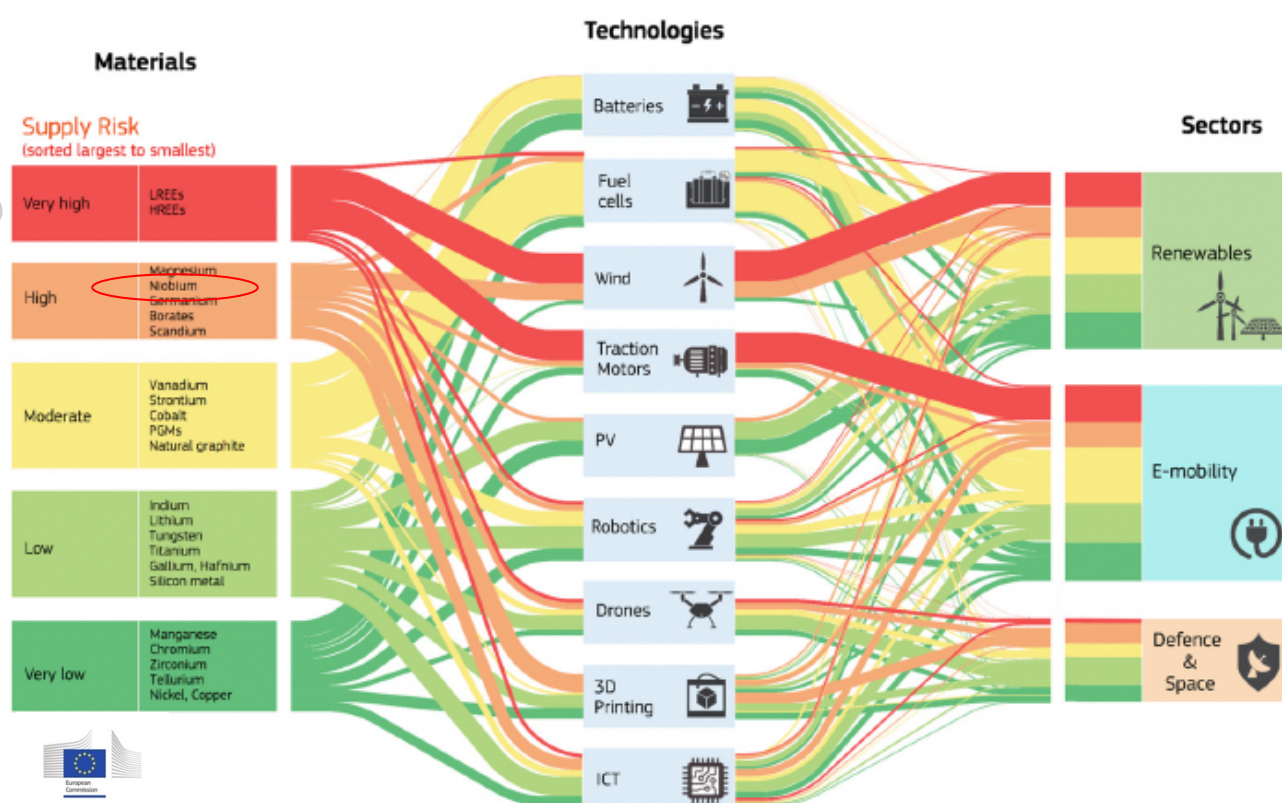 Technologies
Materials
Sectors
Supply Risk
(sorted largest to smallest)
Very high
LREEs
HREEs
High
Magnesium
Niobium
Germanium
Borates
Scandium
Moderate
Vanadium
Strontium
Cobalt
PGMs
Natural graphite
Low
Indium
Lithium
Tungsten
Titanium
Gallium, Hafnium
Silicon metal
Very low
Manganese
Chromium
Zirconium
Tellurium
Nickel, Copper
Batteries
Fuel
cells
Wind
Traction
Motors
PV
Robotics
Drones
3D
Printing
ICT
Renewables
E-mobility
Defence
&
Space
European
Commission